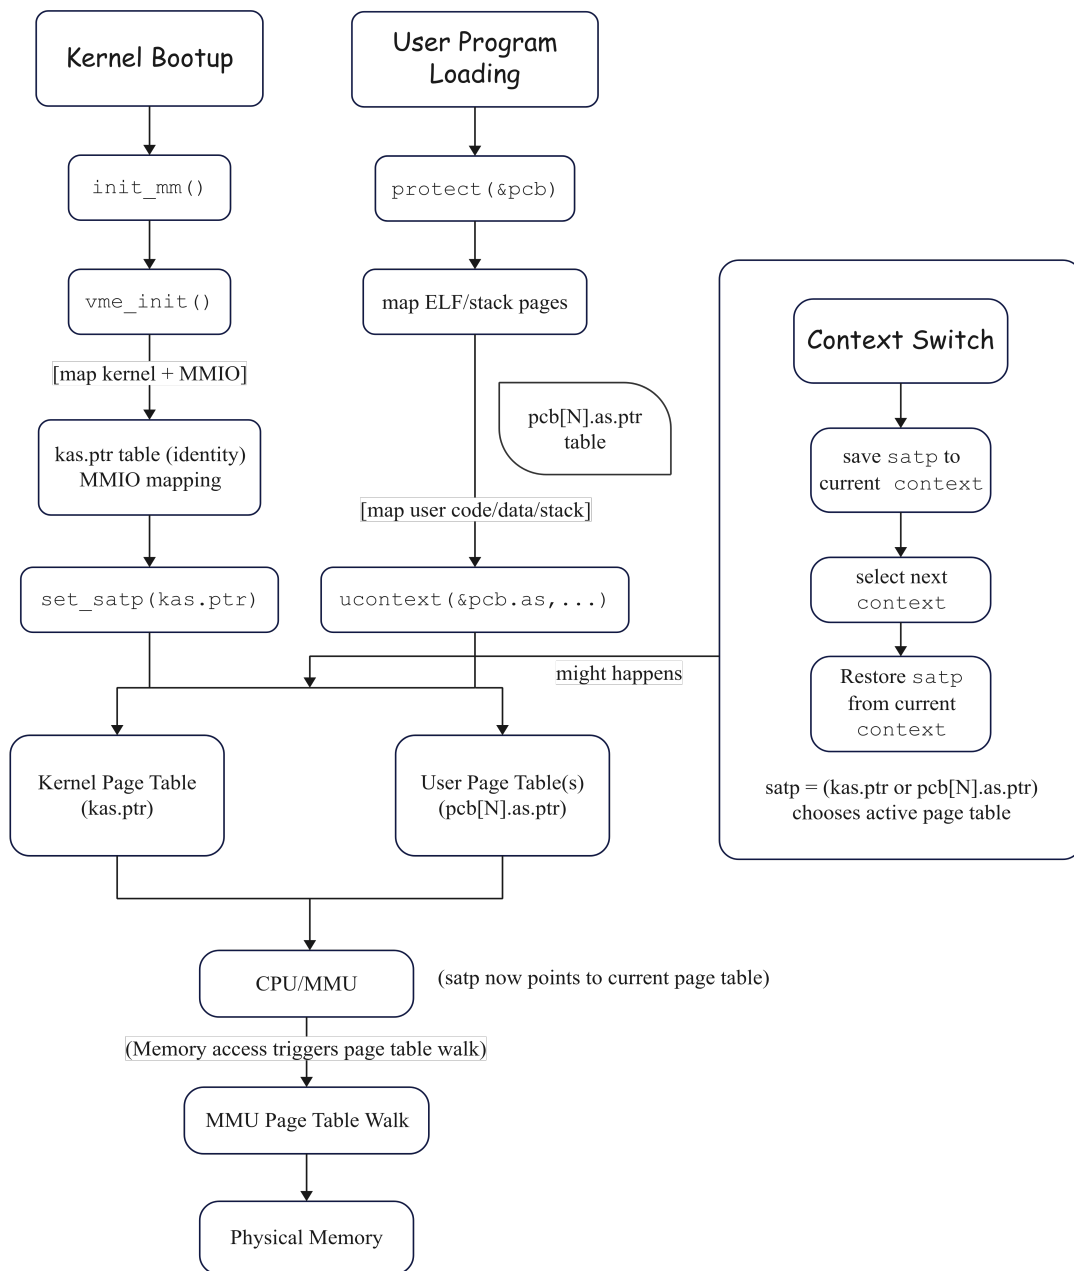 Kernel Bootup
init_mm()
vme_init()
[map kernel + MMIO]
kas.ptr table (identity)
MMIO mapping
set_satp(kas.ptr)
User Program
Loading
protect(&pcb)
map ELF/stack pages
pcb[N].as.ptr
table
[map user code/data/stack]
ucontext(&pcb.as,...)
might happens
Context Switch
save satp to
current context
select next
context
Restore satp
from current
context
satp = (kas.ptr or pcb[N].as.ptr)
chooses active page table
Kernel Page Table
(kas.ptr)
User Page Table(s)
(pcb[N].as.ptr)
CPU/MMU
(satp now points to current page table)
(Memory access triggers page table walk)
MMU Page Table Walk
Physical Memory